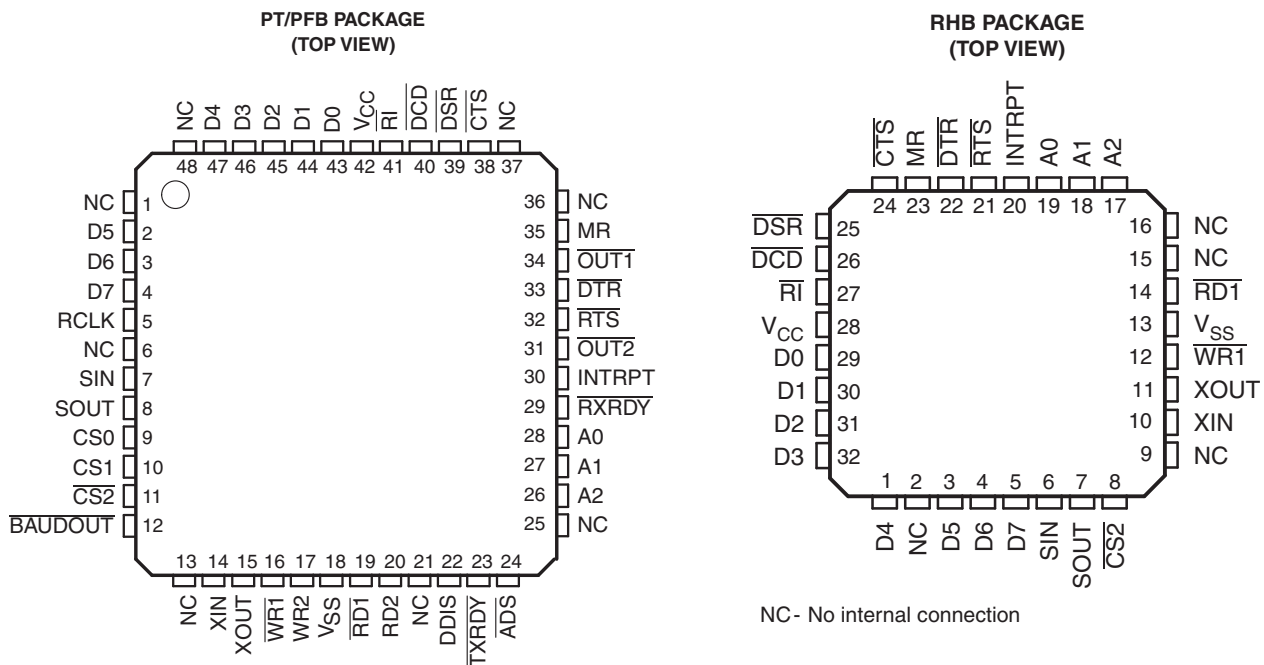 PT/PFB PACKAGE
(TOP VIEW)
NC D4 D3 D2 D1 D0 VCC RI DCD DSR CTS NC
48 47 46 45 44 43 42 41 40 39 38 37
NC 1
D5 2
D6 3
D7 4
RCLK 5
NC 6
SIN 7
SOUT 8
CS0 9
CS1 10
CS2 11
BAUDOUT 12
36 NC
35 MR
34 OUT1
33 DTR
32 RTS
31 OUT2
30 INTRPT
29 RXRDY
28 A0
27 A1
26 A2
25 NC
13 14 15 16 17 18 19 20 21 22 23 24
NC XIN XOUT WR1 WR2 VSS RD1 RD2 NC DDIS TXRDY ADS
RHB PACKAGE
(TOP VIEW)
CTS MR DTR RTS INTRPT A0 A1 A2
24 23 22 21 20 19 18 17
DSR 25
DCD 26
RI 27
VCC 28
D0 29
D1 30
D2 31
D3 32
16 NC
15 NC
14 RD1
13 VSS
12 WR1
11 XOUT
10 XIN
9 NC
1 2 3 4 5 6 7 8
D4 NC D5 D6 D7 SIN SOUT CS2
NC- No internal connection